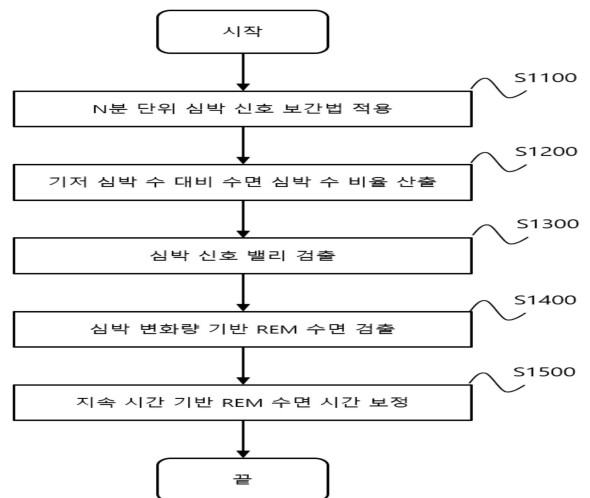 시작
S1100
N분 단위 심박 신호 보간법 적용
S1200
기저 심박 수 대비 수면 심박 수 비율 산출
S1300
심박 신호 밸리 검출
S1400
심박 변화량 기반 REM 수면 검출
S1500
지속 시간 기반 REM 수면 시간 보정
끝